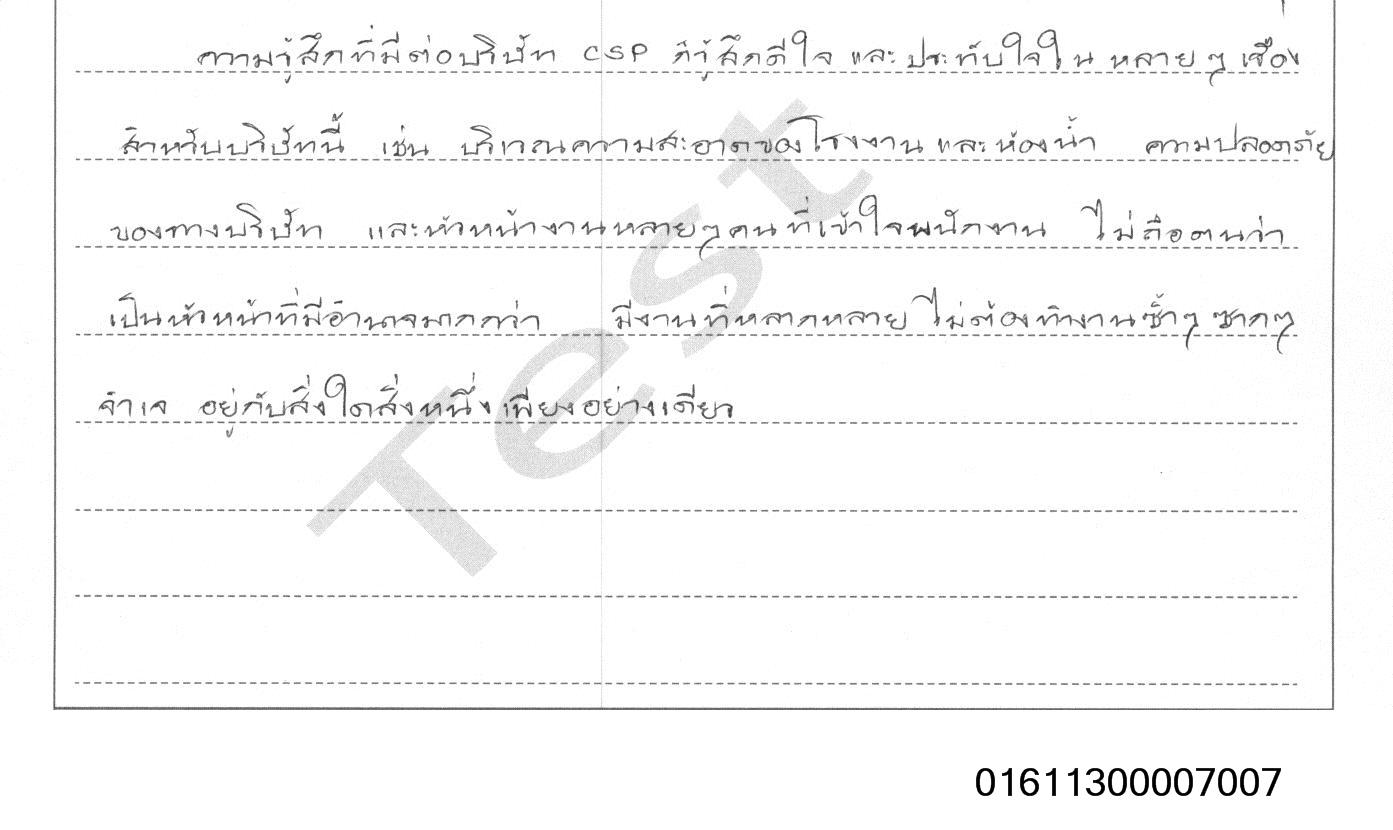 ความรู้สึกที่มีต่อบริษัท CSP ก็รู้สึกดีใจ และประทับใจใน หลายๆ เรื่อง
สำหรับบริษัทนี้ เช่น บริเวณความสะอาดของโรงงานและห้องน้ำ ความปลอดภัย
ของทางบริษัท และหัวหน้างานหลายๆคนที่เข้าใจพนักงาน ไม่ถือตนว่า
เป็นหัวหน้าที่มีอำนาจมากกว่า มีงานที่หลากหลาย ไม่ต้องทำงานซ้ำๆ ซากๆ
จำเจ อยู่กับสิ่งใดสิ่งหนึ่งเพียงอย่างเดียว
Test
01611300007007